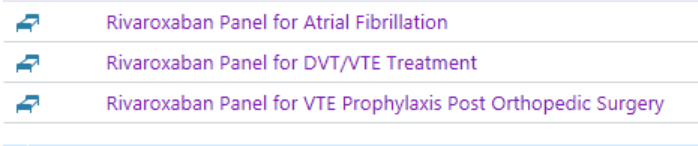 Rivaroxaban Panel for Atrial Fibrillation
Rivaroxaban Panel for DVT/VTE Treatment
Rivaroxaban Panel for VTE Prophylaxis Post Orthopedic Surgery